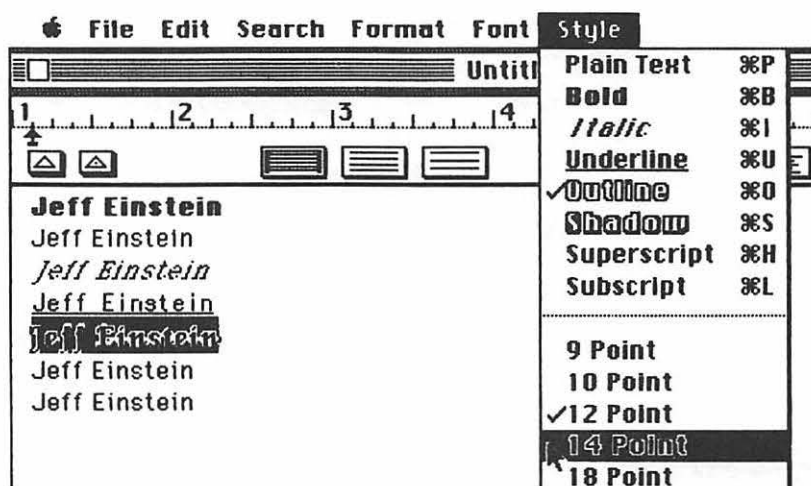 File Edit Search Format Font Style
Untitl
1 2 3 4
Jeff Einstein
Jeff Einstein
Jeff Einstein
Jeff Einstein
Jeff Einstein
Jeff Einstein
Jeff Einstein
Plain Text ⌘P
Bold ⌘B
Italic ⌘I
Underline ⌘U
✓Outline ⌘O
Shadow ⌘S
Superscript ⌘H
Subscript ⌘L
9 Point
10 Point
✓12 Point
14 Point
18 Point